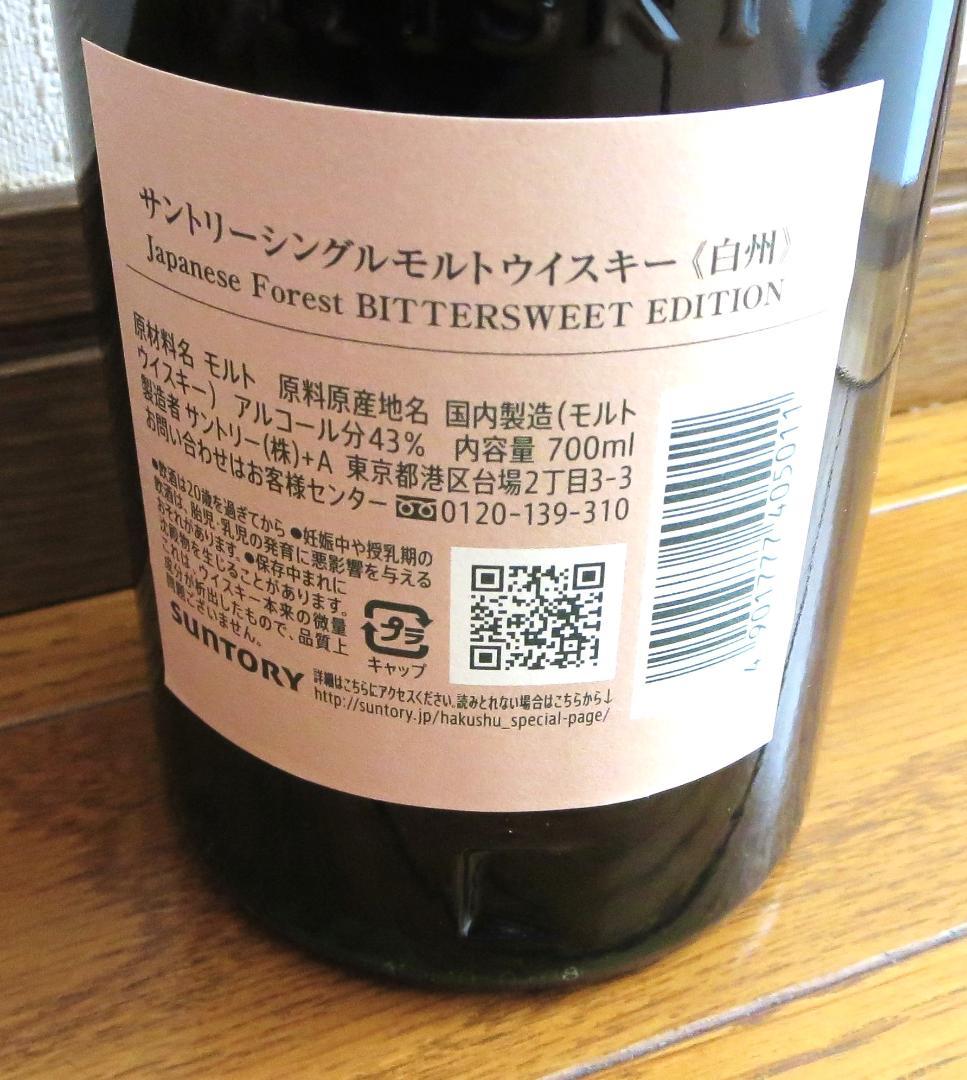 サントリーシングルモルトウイスキー《白州》
Japanese Forest BITTERSWEET EDITION
原材料名 モルト 原料原産地名 国内製造(モルト
ウイスキー) アルコール分43% 内容量 700ml
製造者 サントリー(株)+A 東京都港区台場2丁目3-3
お問い合わせはお客様センター 0120-139-310
●飲酒は20歳を過ぎてから ●妊娠中や授乳期の
飲酒は、胎児・乳児の発育に悪影響を与える
おそれがあります。●保存中まれに
沈殿物を生じることがあります。
これは、ウイスキー本来の微量
成分が析出したもので、品質上
問題ございません。
プラ
キャップ
SUNTORY
詳細はこちらにアクセスください。読みとれない場合はこちらから↓
http://suntory.jp/hakushu_special-page/
4 901777 405011